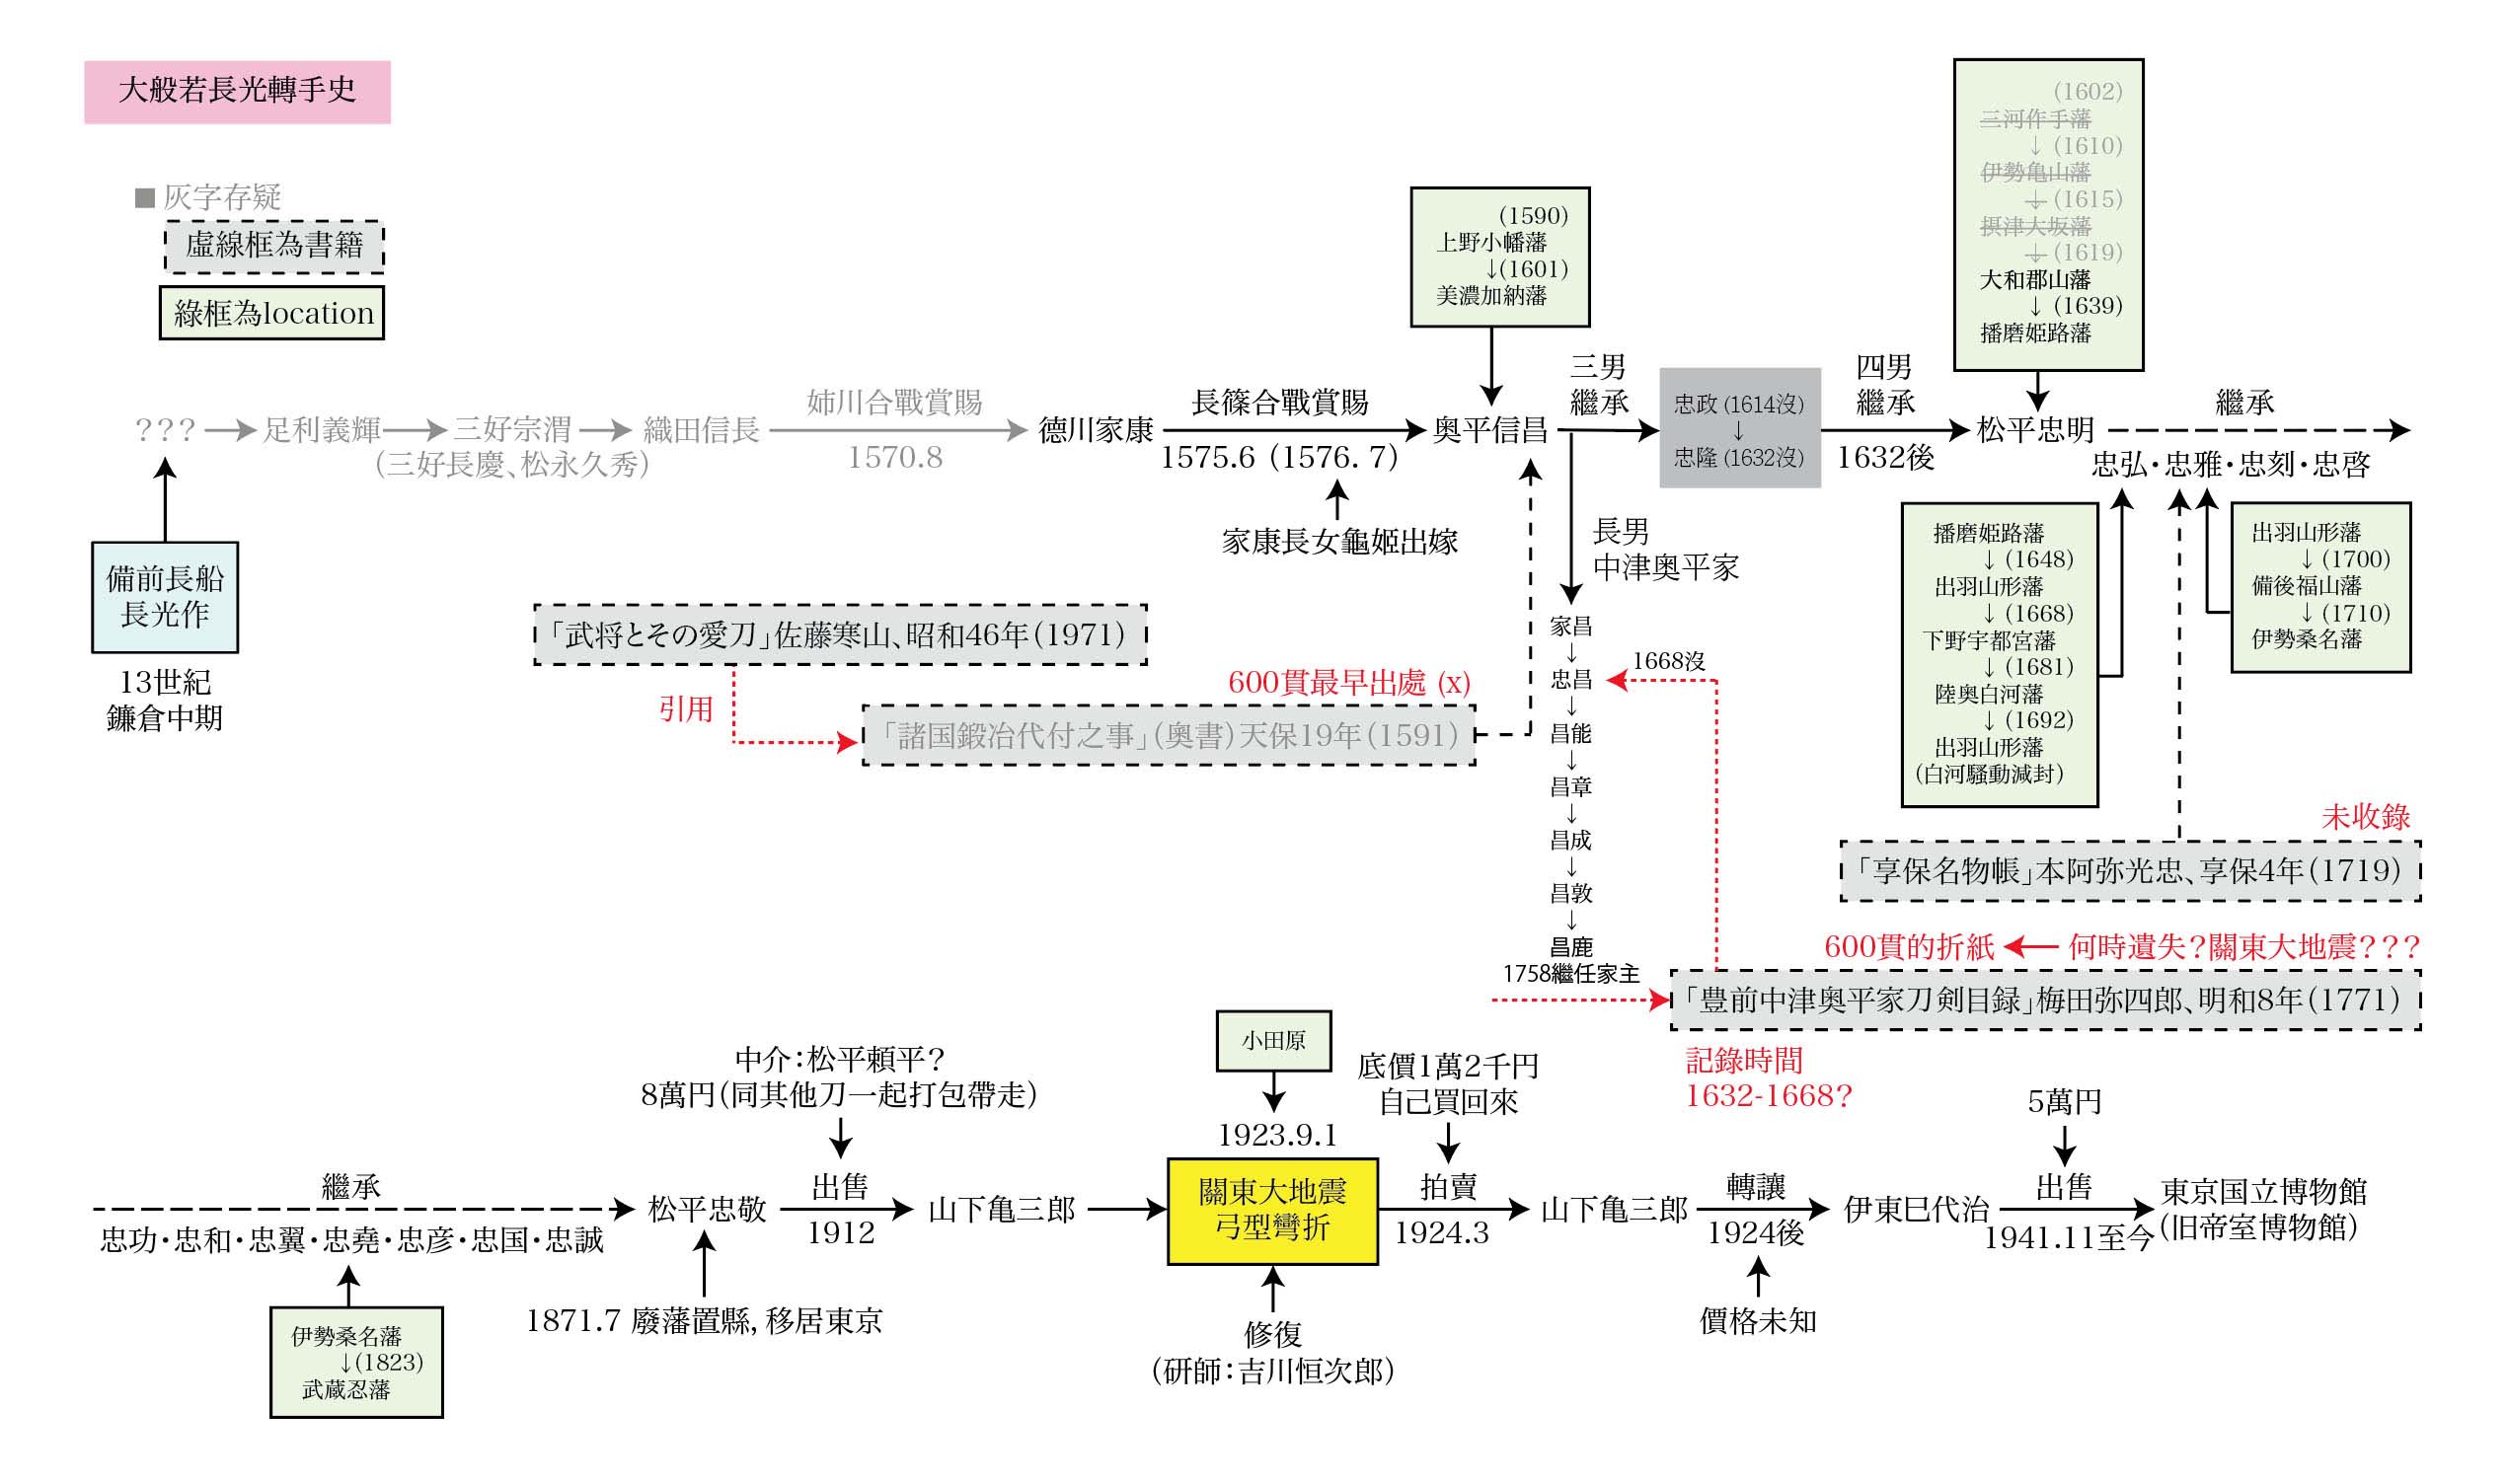 大般若長光轉手史
■ 灰字存疑
虛線框為書籍
綠框為location
???
足利義輝
三好宗渭
(三好長慶、松永久秀)
織田信長
姉川合戰賞賜
1570.8
德川家康
長篠合戰賞賜
1575.6 (1576. 7)
家康長女龜姬出嫁
(1590)
上野小幡藩
↓(1601)
美濃加納藩
奥平信昌
三男
繼承
忠政 (1614沒)
↓
忠隆 (1632沒)
四男
繼承
1632後
(1602)
三河作手藩
↓ (1610)
伊勢亀山藩
↓ (1615)
摂津大坂藩
↓ (1619)
大和郡山藩
↓ (1639)
播磨姫路藩
松平忠明
繼承
忠弘・忠雅・忠刻・忠啓
備前長船
長光作
13世紀
鎌倉中期
「武将とその愛刀」佐藤寒山、昭和46年(1971)
引用
600貫最早出處 (x)
「諸国鍛冶代付之事」(奥書)天保19年(1591)
長男
中津奥平家
家昌
↓
忠昌
↓
昌能
↓
昌章
↓
昌成
↓
昌敦
↓
昌鹿
1758繼任家主
1668沒
播磨姫路藩
↓ (1648)
出羽山形藩
↓ (1668)
下野宇都宮藩
↓ (1681)
陸奥白河藩
↓ (1692)
出羽山形藩
(白河騷動減封)
出羽山形藩
↓ (1700)
備後福山藩
↓ (1710)
伊勢桑名藩
未收錄
「享保名物帳」本阿弥光忠、享保4年(1719)
600貫的折紙
何時遺失?關東大地震???
「豊前中津奥平家刀剣目録」梅田弥四郎、明和8年(1771)
記錄時間
1632-1668?
繼承
忠功・忠和・忠翼・忠堯・忠彦・忠国・忠誠
伊勢桑名藩
↓(1823)
武蔵忍藩
松平忠敬
1871.7 廢藩置縣, 移居東京
中介:松平頼平?
8萬円(同其他刀一起打包帶走)
出售
1912
山下亀三郎
小田原
1923.9.1
關東大地震
弓型彎折
修復
(研師:吉川恒次郎)
底價1萬2千円
自己買回來
拍賣
1924.3
山下亀三郎
轉讓
1924後
價格未知
伊東巳代治
5萬円
出售
1941.11至今
東京国立博物館
(旧帝室博物館)